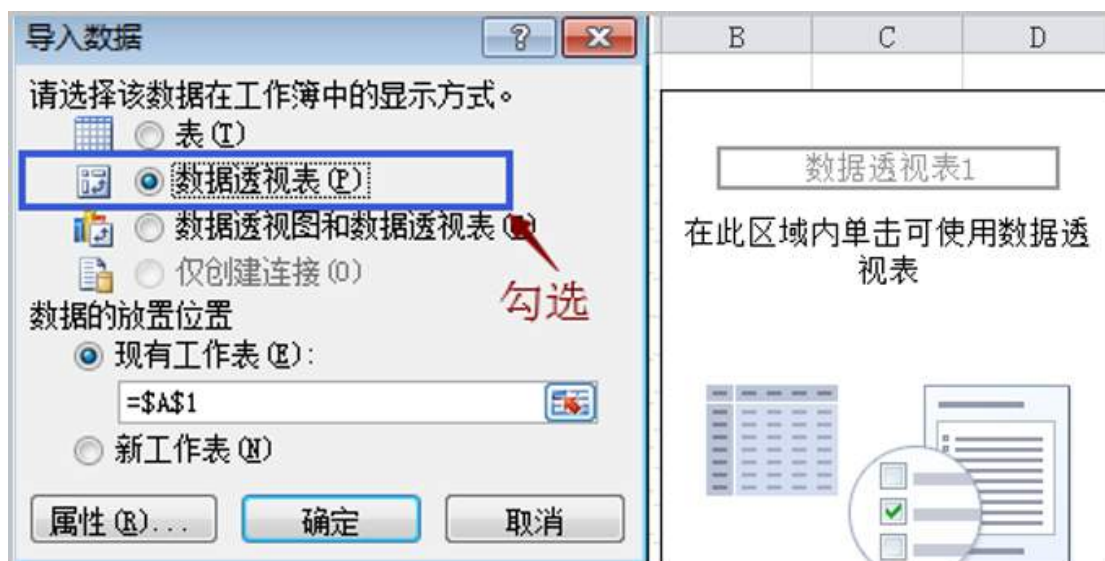 导入数据
请选择该数据在工作簿中的显示方式。
表(T)
数据透视表(P)
数据透视图和数据透视表
仅创建连接(O)
勾选
数据的放置位置
现有工作表(E):
=$A$1
新工作表(N)
属性(R)...
确定
取消
B
C
D
数据透视表1
在此区域内单击可使用数据透
视表